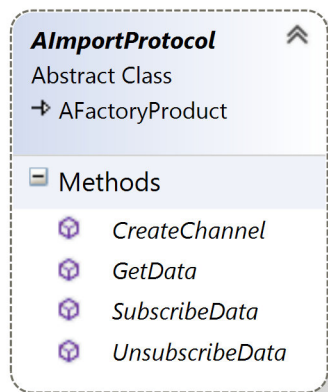 AImportProtocol
Abstract Class
AFactoryProduct
Methods
CreateChannel
GetData
SubscribeData
UnsubscribeData